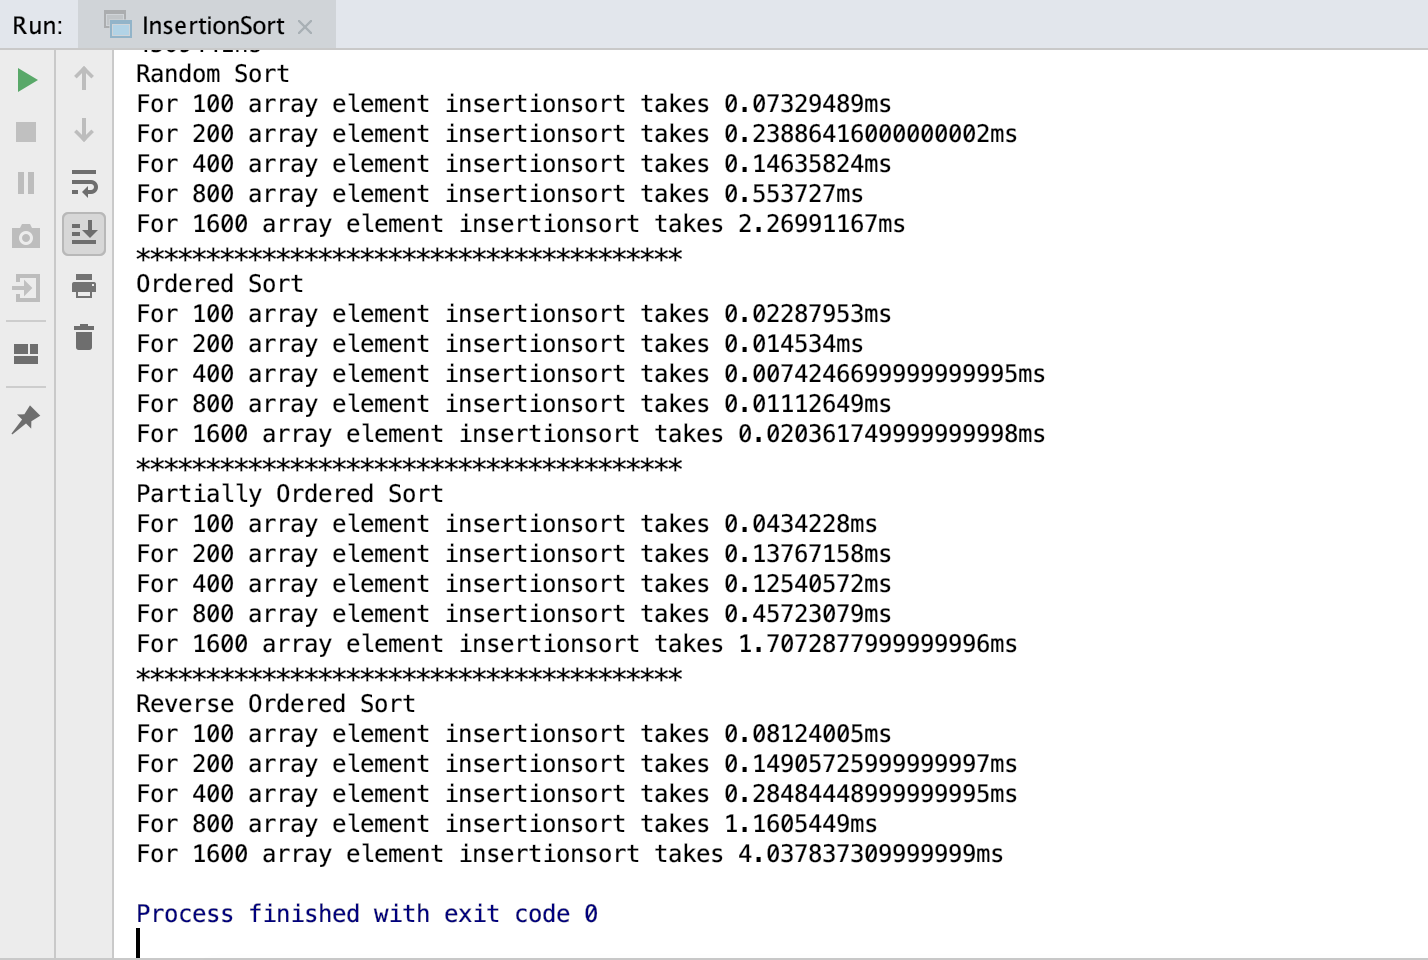 Run: InsertionSort
Random Sort
For 100 array element insertionsort takes 0.07329489ms
For 200 array element insertionsort takes 0.23886416000000002ms
For 400 array element insertionsort takes 0.14635824ms
For 800 array element insertionsort takes 0.553727ms
For 1600 array element insertionsort takes 2.26991167ms
***************************************
Ordered Sort
For 100 array element insertionsort takes 0.02287953ms
For 200 array element insertionsort takes 0.014534ms
For 400 array element insertionsort takes 0.0074246699999999995ms
For 800 array element insertionsort takes 0.01112649ms
For 1600 array element insertionsort takes 0.020361749999999998ms
***************************************
Partially Ordered Sort
For 100 array element insertionsort takes 0.0434228ms
For 200 array element insertionsort takes 0.13767158ms
For 400 array element insertionsort takes 0.12540572ms
For 800 array element insertionsort takes 0.45723079ms
For 1600 array element insertionsort takes 1.7072877999999996ms
***************************************
Reverse Ordered Sort
For 100 array element insertionsort takes 0.08124005ms
For 200 array element insertionsort takes 0.14905725999999997ms
For 400 array element insertionsort takes 0.28484448999999995ms
For 800 array element insertionsort takes 1.1605449ms
For 1600 array element insertionsort takes 4.037837309999999ms
Process finished with exit code 0